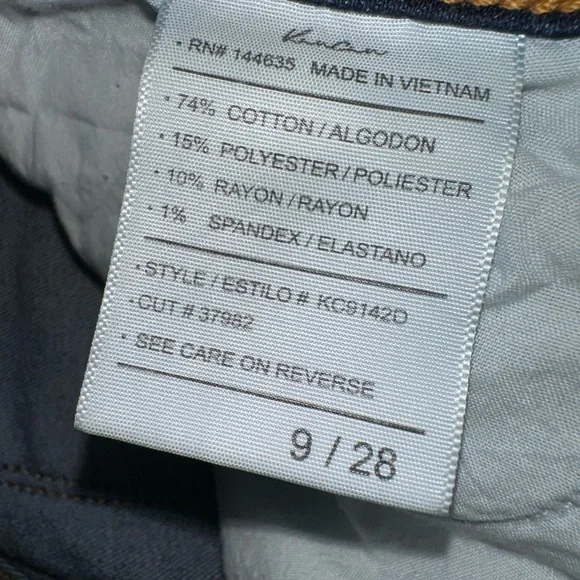 KanCan
· RN# 144635 MADE IN VIETNAM
· 74% COTTON / ALGODON
· 15% POLYESTER / POLIESTER
· 10% RAYON / RAYON
· 1% SPANDEX / ELASTANO
· STYLE / ESTILO # KC9142D
· CUT # 37982
· SEE CARE ON REVERSE
9 / 28